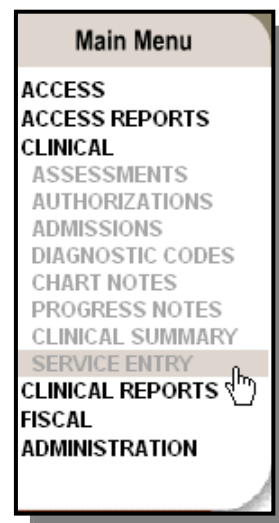 Main Menu
ACCESS
ACCESS REPORTS
CLINICAL
ASSESSMENTS
AUTHORIZATIONS
ADMISSIONS
DIAGNOSTIC CODES
CHART NOTES
PROGRESS NOTES
CLINICAL SUMMARY
SERVICE ENTRY
CLINICAL REPORTS
FISCAL
ADMINISTRATION